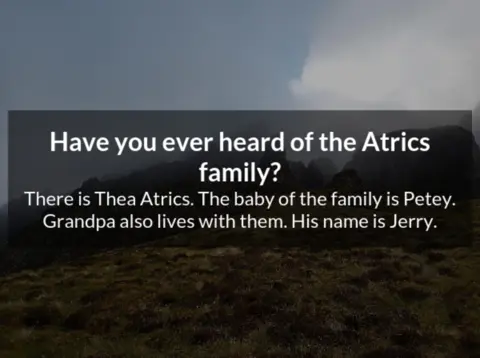 Have you ever heard of the Atrics
family?
There is Thea Atrics. The baby of the family is Petey.
Grandpa also lives with them. His name is Jerry.